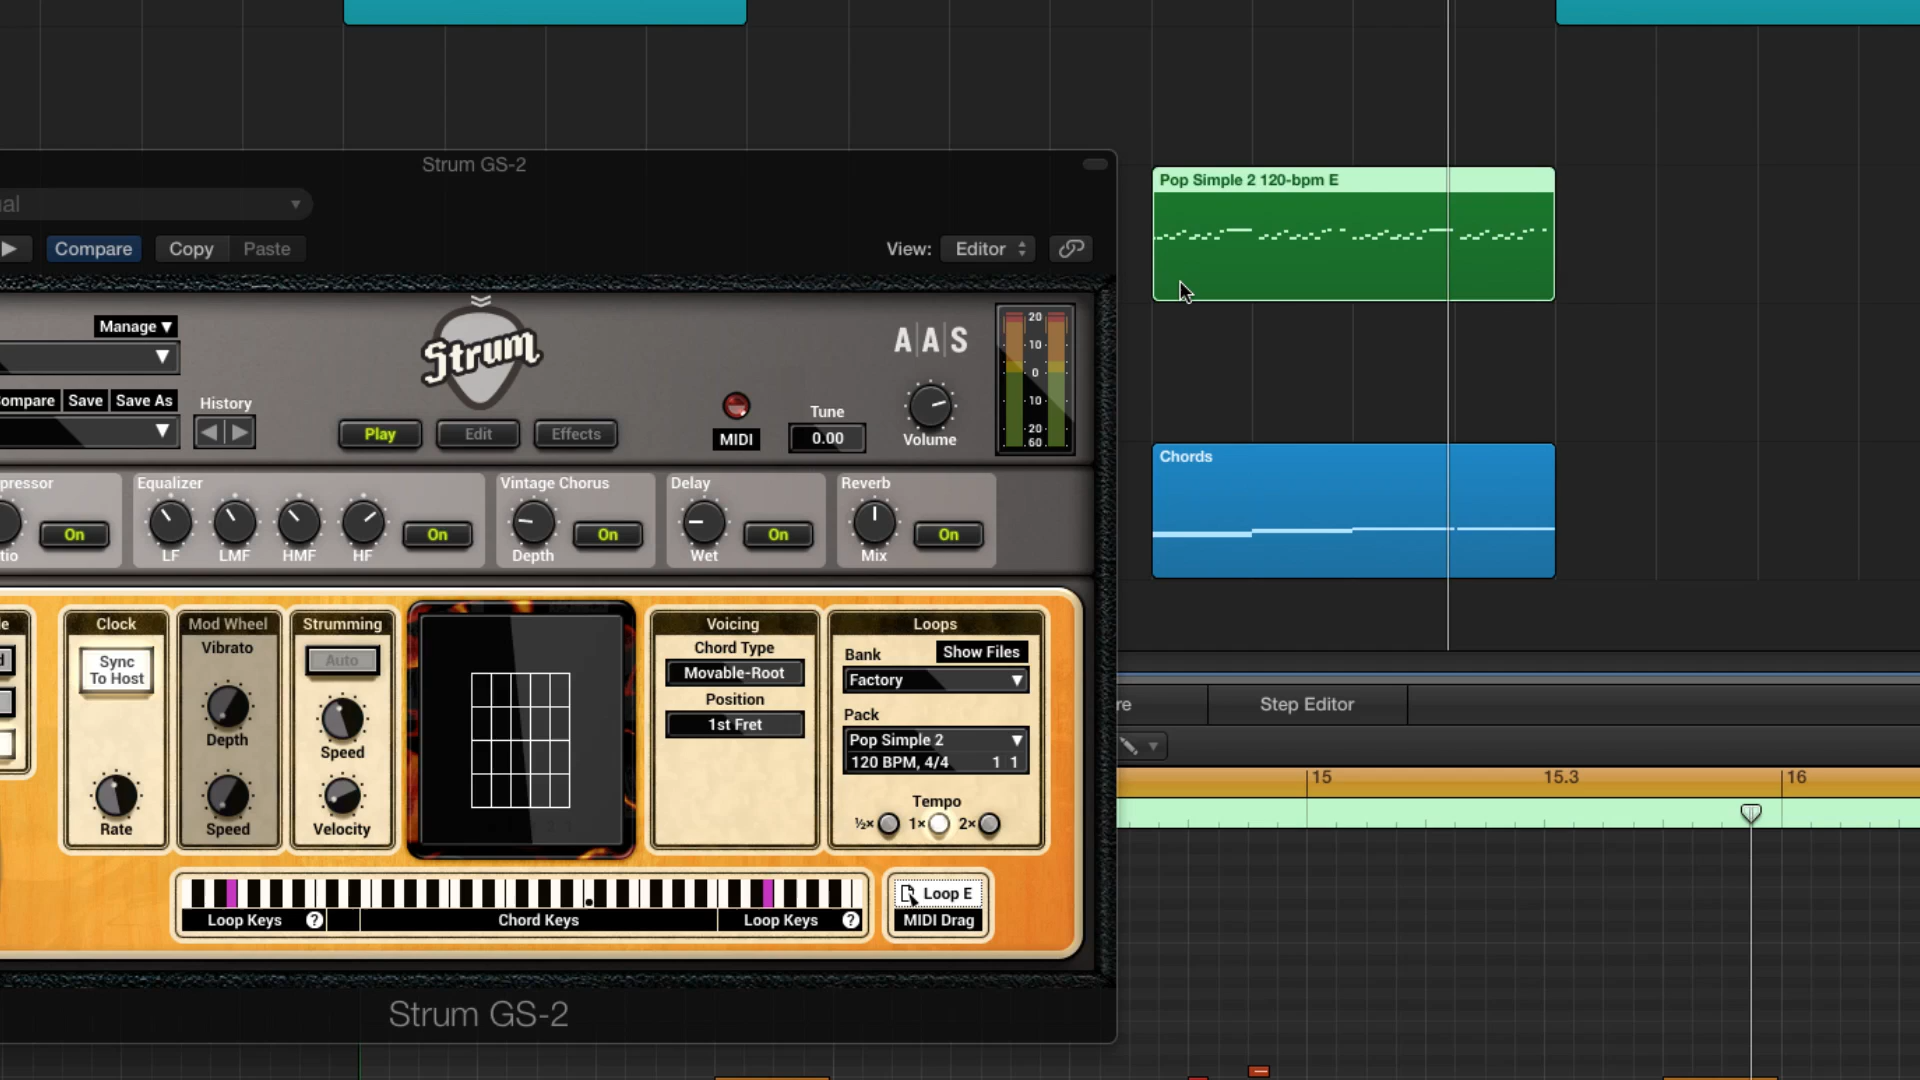 Strum GS-2
Pop Simple 2 120-bpm E
Compare
Copy
Paste
View:
Editor
Manage ▼
Strum
A|A|S
20
10
0
10
20
60
Save
Save As
History
Play
Edit
Effects
MIDI
Tune
0.00
Volume
Chords
Equalizer
LF
LMF
HMF
HF
On
On
Vintage Chorus
Depth
On
Delay
Wet
On
Reverb
Mix
On
Clock
Sync
To Host
Rate
Mod Wheel
Vibrato
Depth
Speed
Strumming
Auto
Speed
Velocity
Voicing
Chord Type
Movable-Root
Position
1st Fret
Loops
Bank
Show Files
Factory
Pack
Pop Simple 2
120 BPM, 4/4 1 1
Tempo
½× 1× 2×
Step Editor
15
15.3
16
Loop Keys ?
Chord Keys
Loop Keys ?
Loop E
MIDI Drag
Strum GS-2